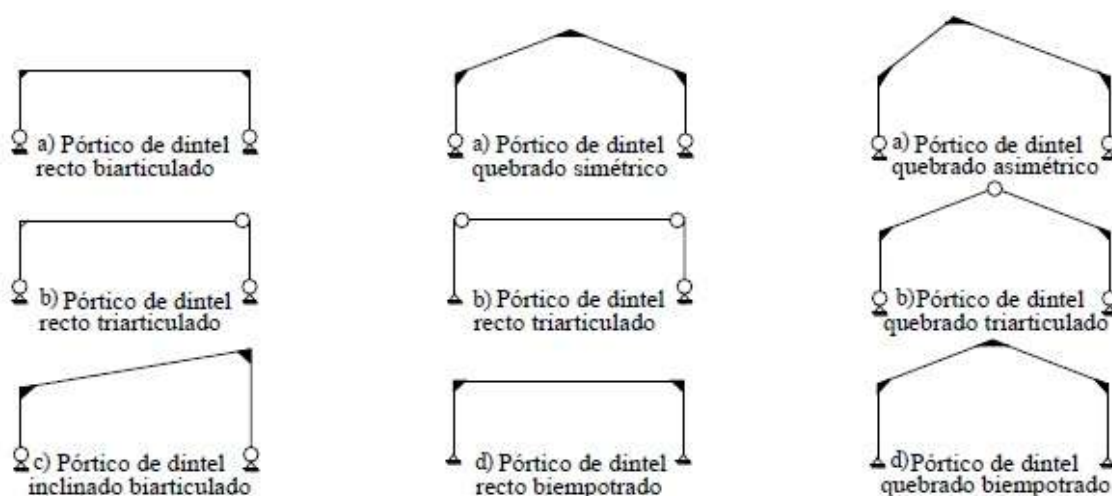 a) Pórtico de dintel
recto biarticulado
a) Pórtico de dintel
quebrado simétrico
a) Pórtico de dintel
quebrado asimétrico
b) Pórtico de dintel
recto triarticulado
b) Pórtico de dintel
recto triarticulado
b)Pórtico de dintel
quebrado triarticulado
c) Pórtico de dintel
inclinado biarticulado
d) Pórtico de dintel
recto biempotrado
d)Pórtico de dintel
quebrado biempotrado